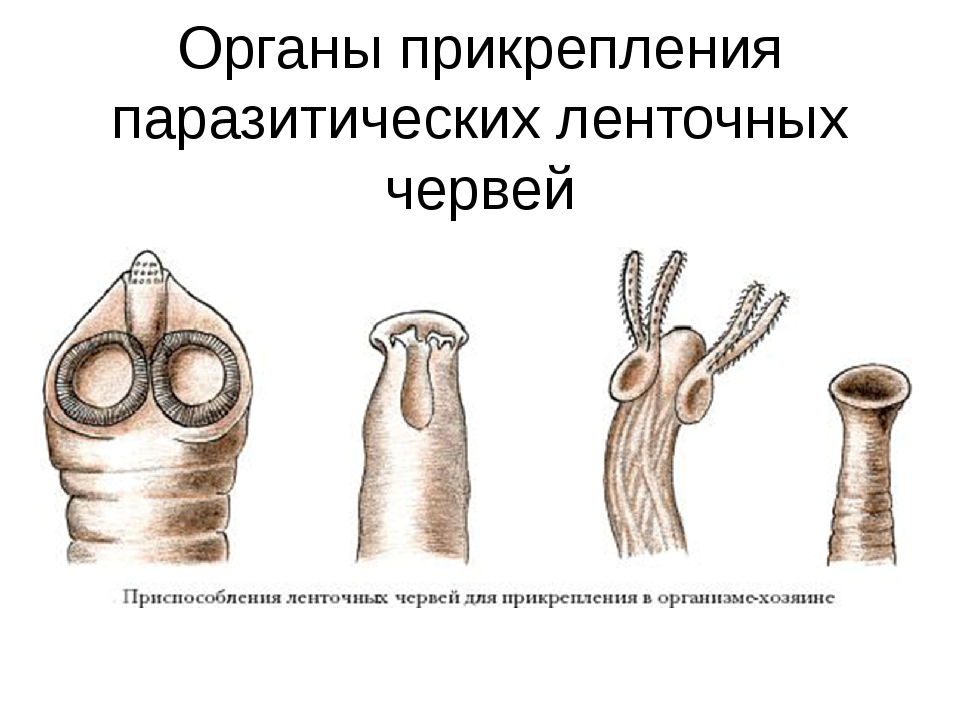 Органы прикрепления
паразитических ленточных
червей
Приспособления ленточных червей для прикрепления в организме-хозяине